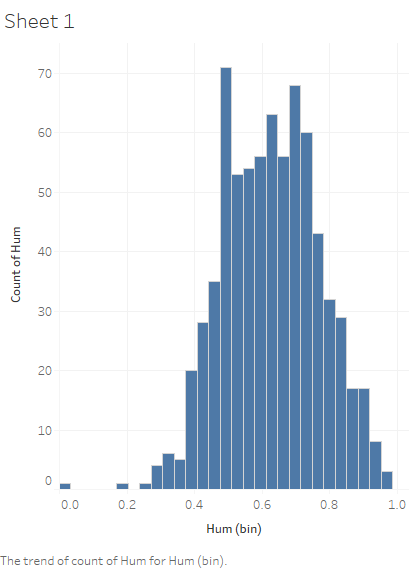 Sheet 1
70
60
50
40
30
20
10
0
Count of Hum
0.0 0.2 0.4 0.6 0.8 1.0
Hum (bin)
The trend of count of Hum for Hum (bin).